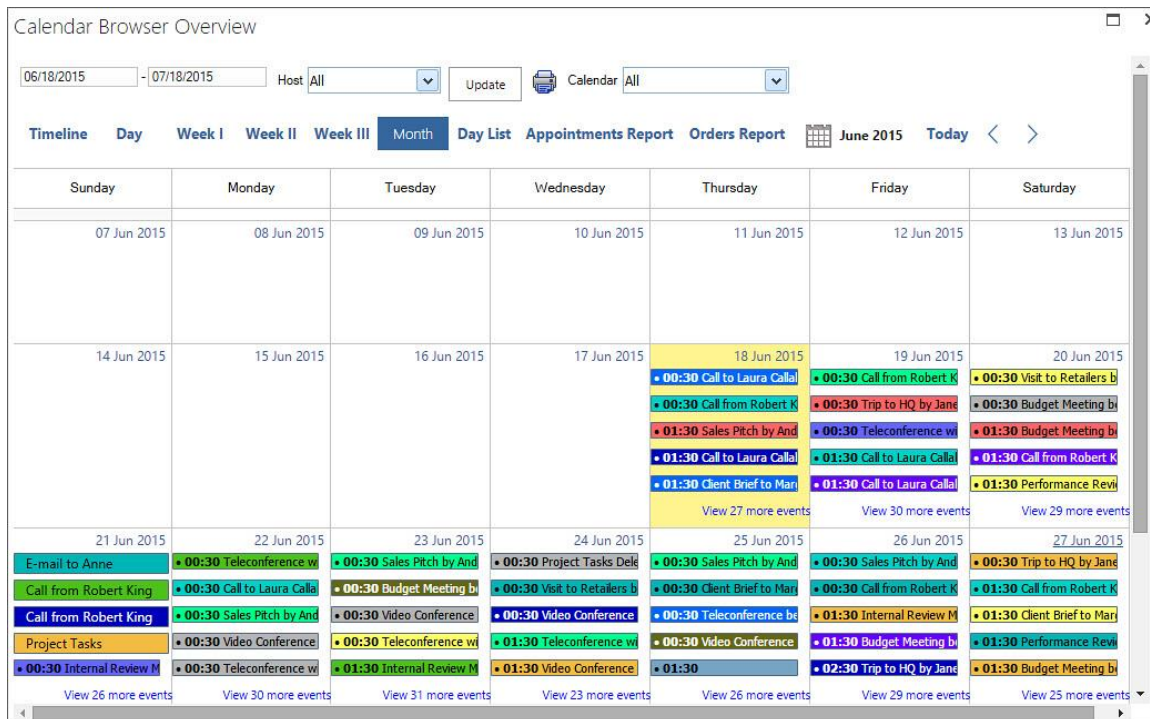 Calendar Browser Overview
06/18/2015 - 07/18/2015 Host All Update Calendar All
Timeline Day Week I Week II Week III Month Day List Appointments Report Orders Report June 2015 Today
Sunday Monday Tuesday Wednesday Thursday Friday Saturday
07 Jun 2015 08 Jun 2015 09 Jun 2015 10 Jun 2015 11 Jun 2015 12 Jun 2015 13 Jun 2015
14 Jun 2015 15 Jun 2015 16 Jun 2015 17 Jun 2015 18 Jun 2015 19 Jun 2015 20 Jun 2015
• 00:30 Call to Laura Callal • 00:30 Call from Robert K • 00:30 Visit to Retailers b
• 00:30 Call from Robert K • 00:30 Trip to HQ by Jane • 00:30 Budget Meeting be
• 01:30 Sales Pitch by And • 00:30 Teleconference wi • 01:30 Budget Meeting be
• 01:30 Call to Laura Callal • 01:30 Call to Laura Callal • 01:30 Call from Robert K
• 01:30 Client Brief to Marg • 01:30 Call to Laura Callal • 01:30 Performance Revi
View 27 more events View 30 more events View 29 more events
21 Jun 2015 22 Jun 2015 23 Jun 2015 24 Jun 2015 25 Jun 2015 26 Jun 2015 27 Jun 2015
E-mail to Anne • 00:30 Teleconference w • 00:30 Sales Pitch by And • 00:30 Project Tasks Dele • 00:30 Sales Pitch by And • 00:30 Sales Pitch by And • 00:30 Trip to HQ by Jane
Call from Robert King • 00:30 Call to Laura Calla • 00:30 Budget Meeting b • 00:30 Visit to Retailers b • 00:30 Client Brief to Marg • 00:30 Call from Robert K • 01:30 Call from Robert K
Call from Robert King • 00:30 Sales Pitch by And • 00:30 Video Conference • 00:30 Video Conference • 00:30 Teleconference be • 01:30 Internal Review M • 01:30 Client Brief to Marg
Project Tasks • 00:30 Video Conference • 00:30 Teleconference wi • 01:30 Teleconference wi • 00:30 Video Conference • 01:30 Budget Meeting be • 01:30 Performance Revi
• 00:30 Internal Review M • 00:30 Teleconference wi • 01:30 Internal Review M • 01:30 Video Conference • 01:30 • 02:30 Trip to HQ by Jane • 01:30 Budget Meeting be
View 26 more events View 30 more events View 31 more events View 23 more events View 26 more events View 29 more events View 25 more events